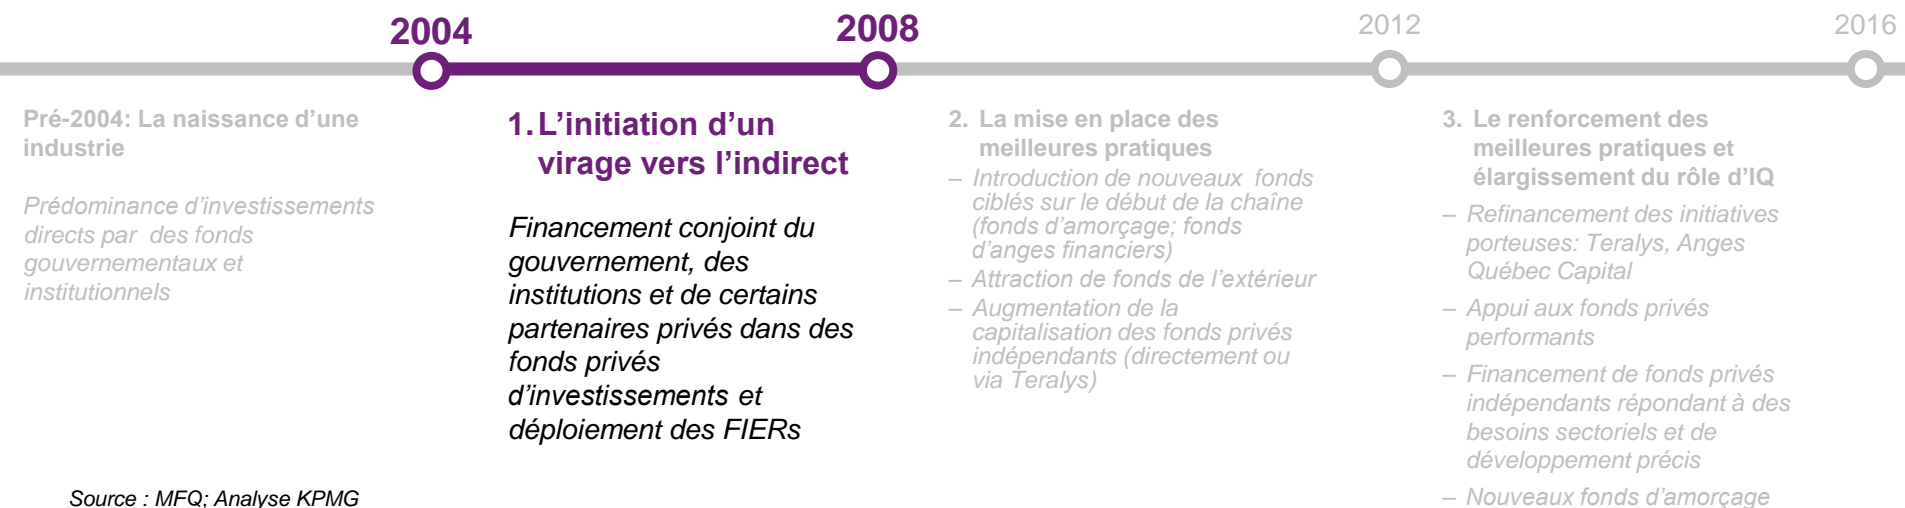 2004
2008
2012
2016
Pré-2004: La naissance d’une
industrie
Prédominance d’investissements
directs par des fonds
gouvernementaux et
institutionnels
1. L’initiation d’un
virage vers l’indirect
Financement conjoint du
gouvernement, des
institutions et de certains
partenaires privés dans des
fonds privés
d’investissements et
déploiement des FIERs
2. La mise en place des
meilleures pratiques
– Introduction de nouveaux fonds
ciblés sur le début de la chaîne
(fonds d’amorçage; fonds
d’anges financiers)
– Attraction de fonds de l’extérieur
– Augmentation de la
capitalisation des fonds privés
indépendants (directement ou
via Teralys)
3. Le renforcement des
meilleures pratiques et
élargissement du rôle d’IQ
– Refinancement des initiatives
porteuses: Teralys, Anges
Québec Capital
– Appui aux fonds privés
performants
– Financement de fonds privés
indépendants répondant à des
besoins sectoriels et de
développement précis
– Nouveaux fonds d’amorçage
Source : MFQ; Analyse KPMG